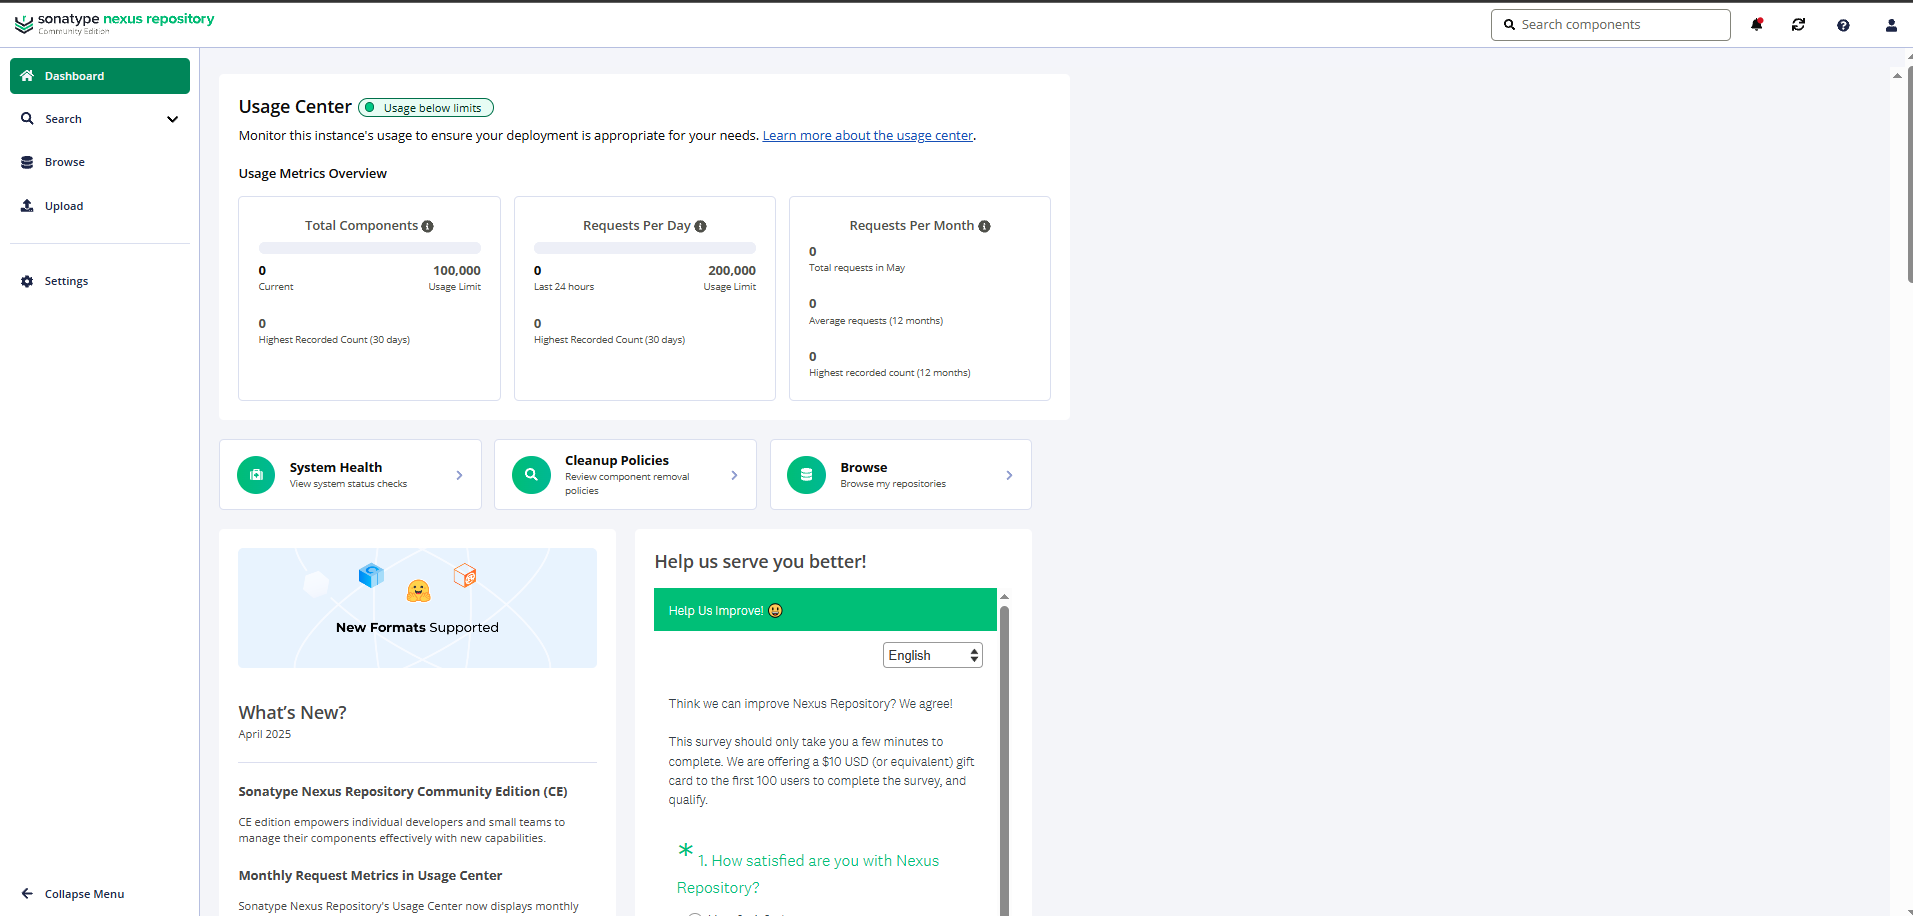 sonatype nexus repository
Community Edition
Search components
Dashboard
Search
Browse
Upload
Settings
Collapse Menu
Usage Center
Usage below limits
Monitor this instance's usage to ensure your deployment is appropriate for your needs. Learn more about the usage center.
Usage Metrics Overview
Total Components
0
100,000
Current
Usage Limit
0
Highest Recorded Count (30 days)
Requests Per Day
0
200,000
Last 24 hours
Usage Limit
0
Highest Recorded Count (30 days)
Requests Per Month
0
Total requests in May
0
Average requests (12 months)
0
Highest recorded count (12 months)
System Health
View system status checks
Cleanup Policies
Review component removal
policies
Browse
Browse my repositories
New Formats Supported
What's New?
April 2025
Sonatype Nexus Repository Community Edition (CE)
CE edition empowers individual developers and small teams to
manage their components effectively with new capabilities.
Monthly Request Metrics in Usage Center
Sonatype Nexus Repository's Usage Center now displays monthly
Help us serve you better!
Help Us Improve!
English
Think we can improve Nexus Repository? We agree!
This survey should only take you a few minutes to
complete. We are offering a $10 USD (or equivalent) gift
card to the first 100 users to complete the survey, and
qualify.
* 1. How satisfied are you with Nexus
Repository?